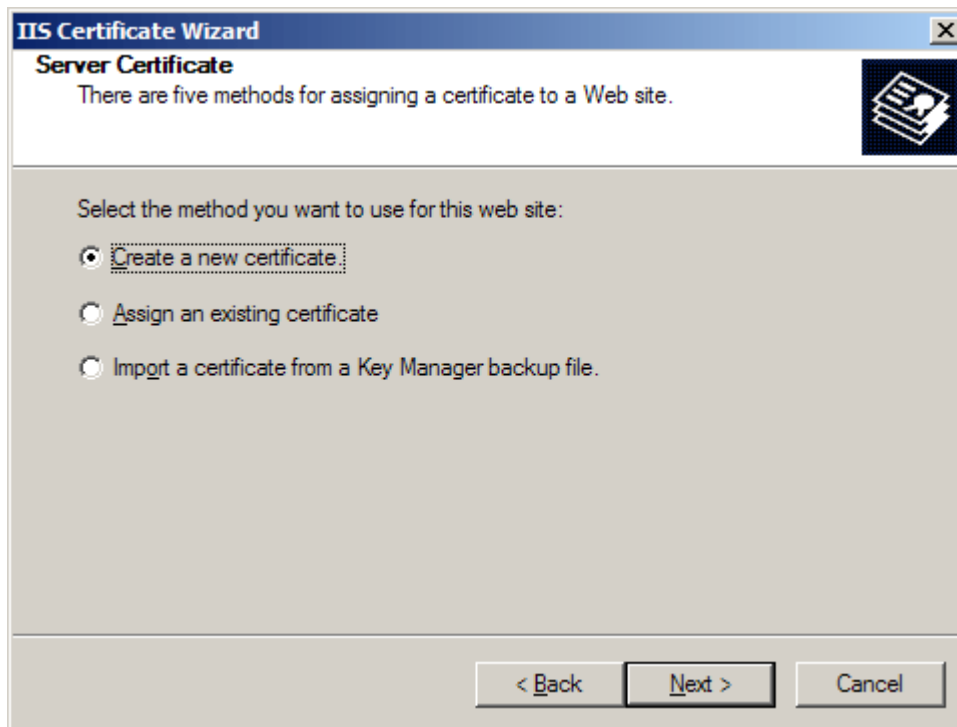 IIS Certificate Wizard
Server Certificate
There are five methods for assigning a certificate to a Web site.
Select the method you want to use for this web site:
Create a new certificate.
Assign an existing certificate
Import a certificate from a Key Manager backup file.
< Back Next > Cancel